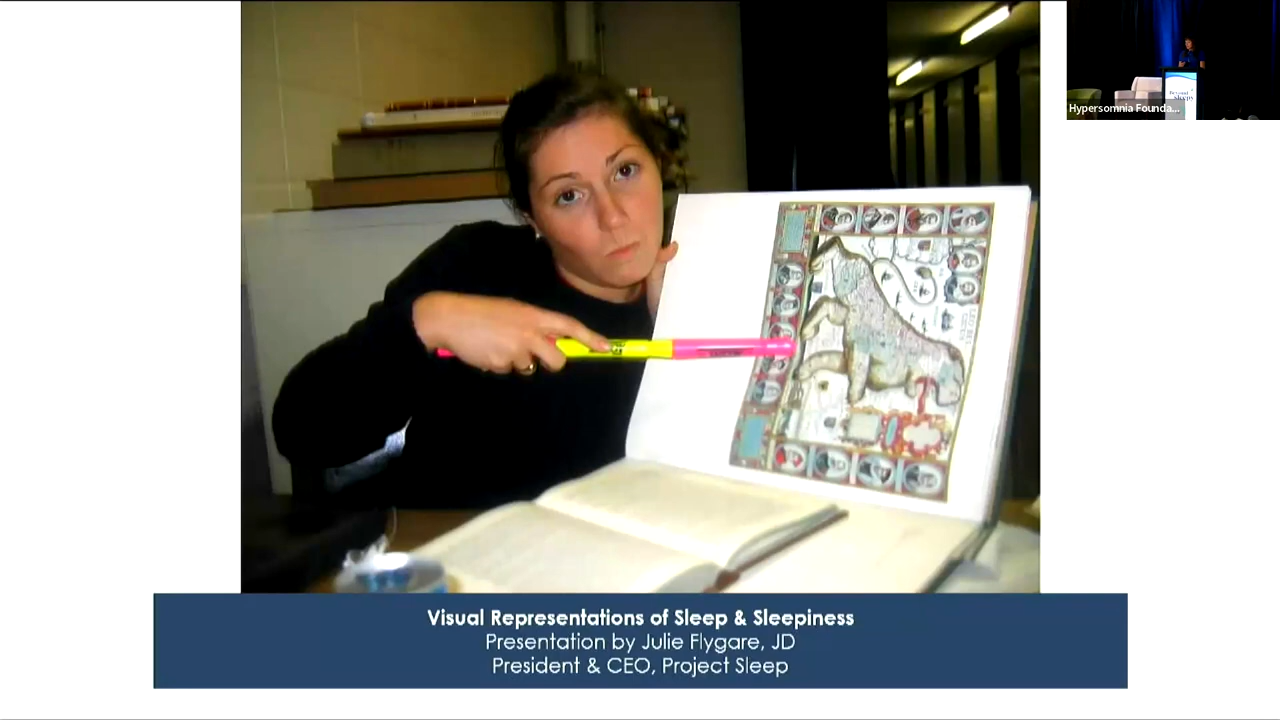 Hypersomnia Founda...
Visual Representations of Sleep & Sleepiness
Presentation by Julie Flygare, JD
President & CEO, Project Sleep